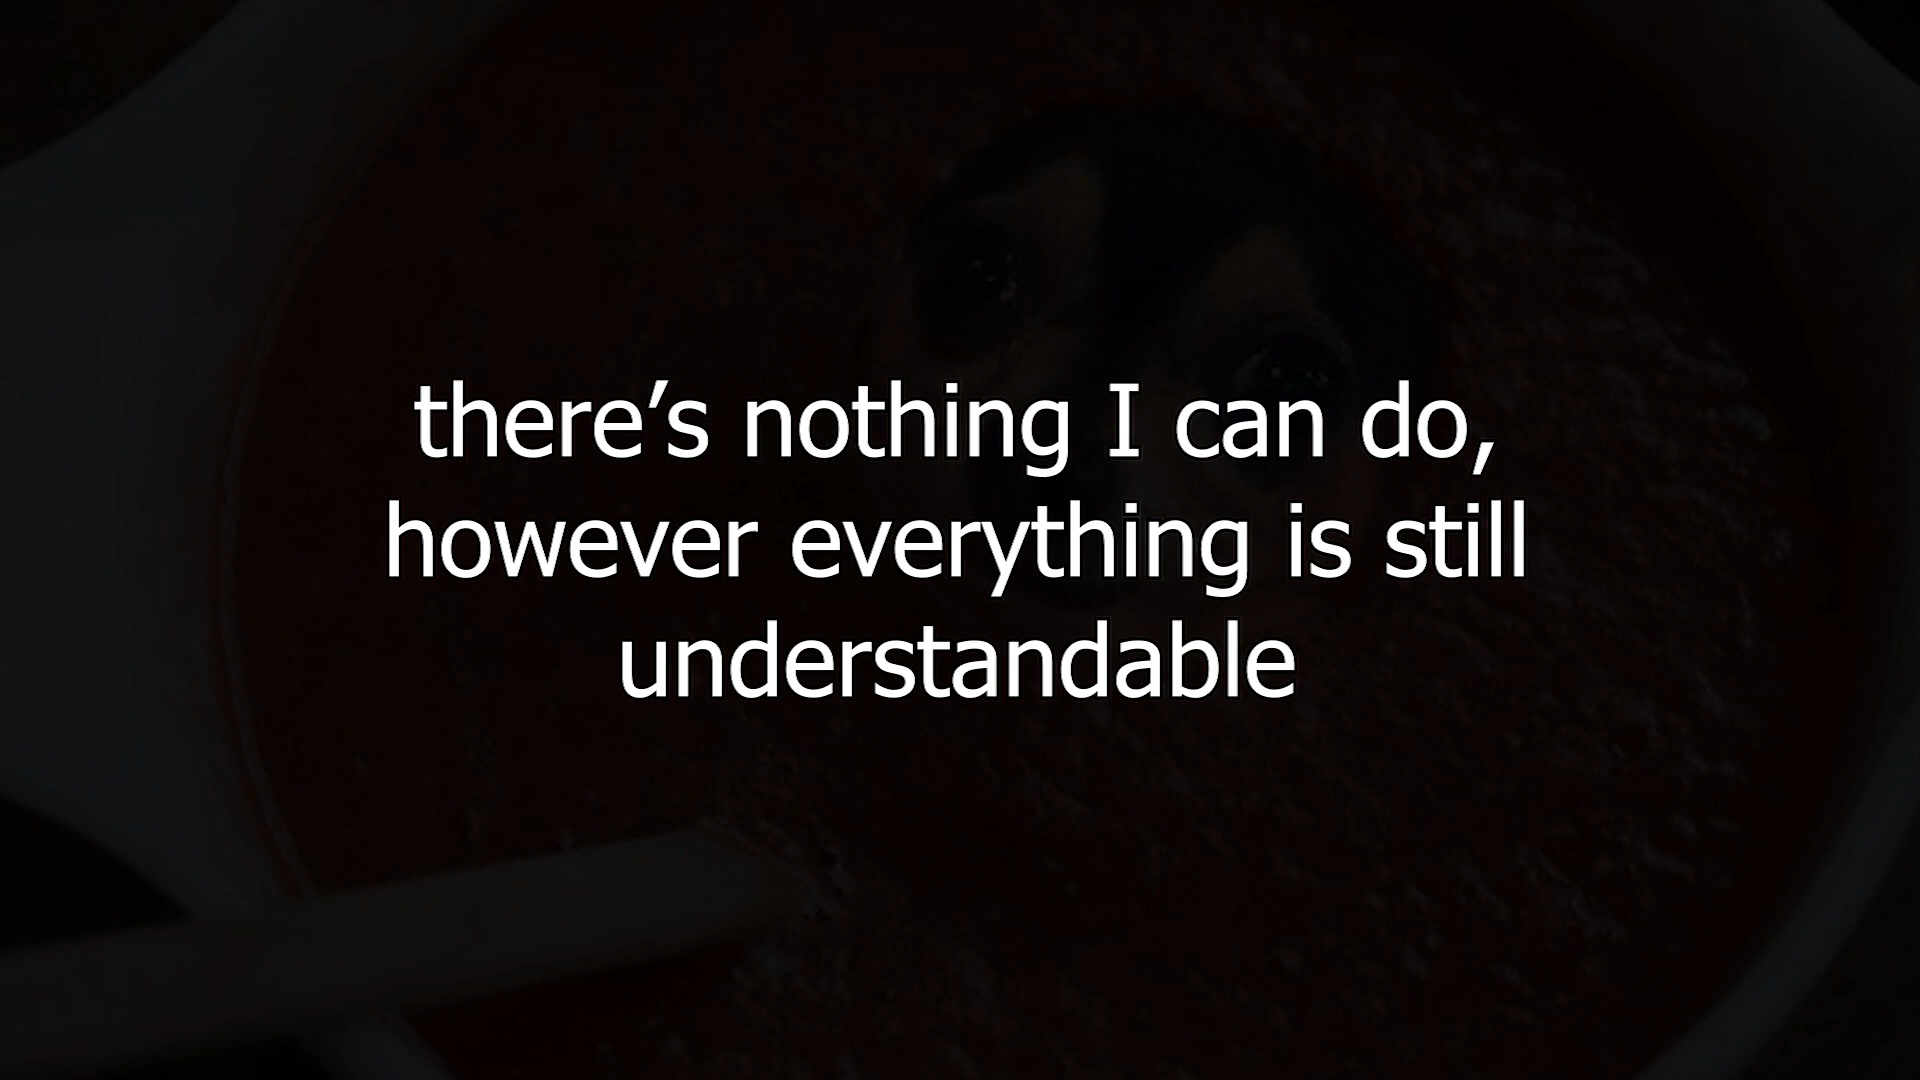 there’s nothing I can do,
however everything is still
understandable